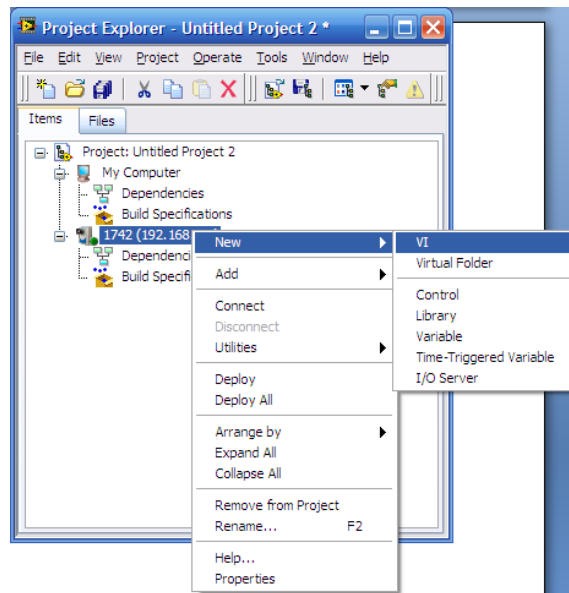 Project Explorer - Untitled Project 2 *
File Edit View Project Operate Tools Window Help
Items Files
Project: Untitled Project 2
My Computer
Dependencies
Build Specifications
1742 (192.168
Dependenci
Build Specifi
New
Add
Connect
Disconnect
Utilities
Deploy
Deploy All
Arrange by
Expand All
Collapse All
Remove from Project
Rename... F2
Help...
Properties
VI
Virtual Folder
Control
Library
Variable
Time-Triggered Variable
I/O Server